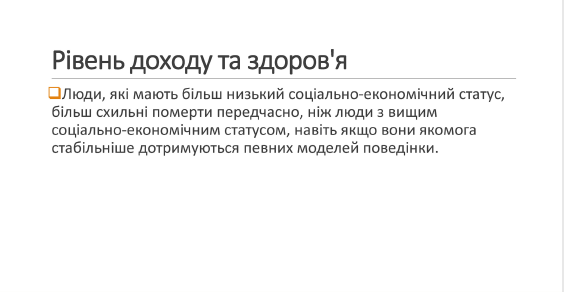 Рівень доходу та здоров'я
Люди, які мають більш низький соціально-економічний статус,
більш схильні померти передчасно, ніж люди з вищим
соціально-економічним статусом, навіть якщо вони якомога
стабільніше дотримуються певних моделей поведінки.